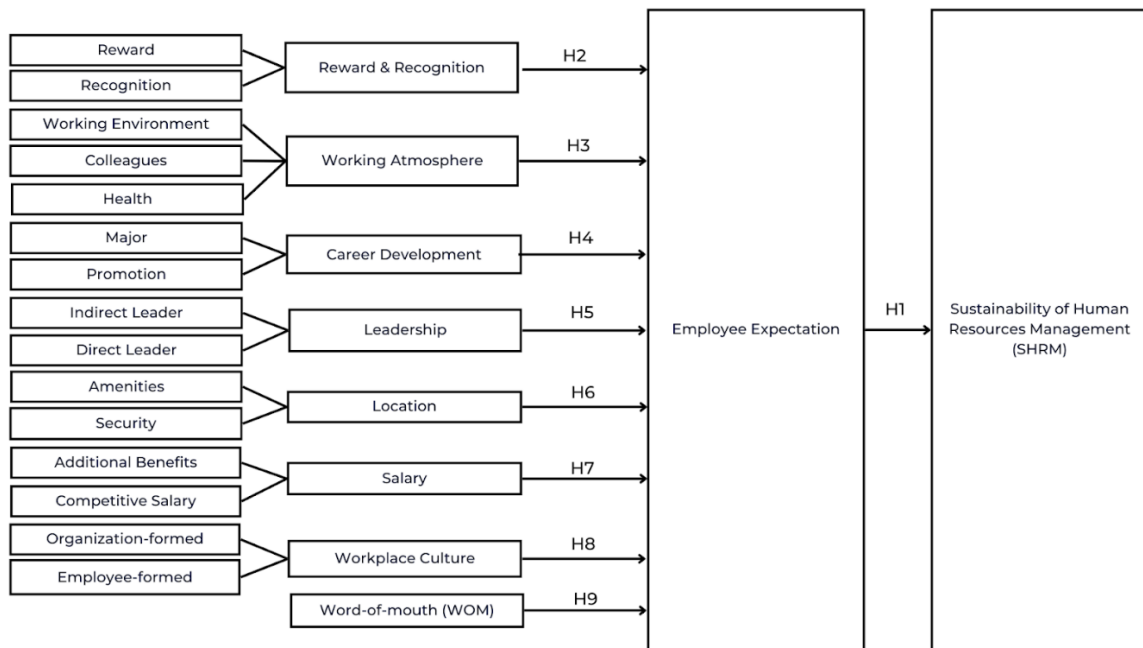 Reward
Recognition
Reward & Recognition
H2
Working Environment
Colleagues
Health
Working Atmosphere
H3
Major
Promotion
Career Development
H4
Indirect Leader
Direct Leader
Leadership
H5
Amenities
Security
Location
H6
Additional Benefits
Competitive Salary
Salary
H7
Organization-formed
Employee-formed
Workplace Culture
H8
Word-of-mouth (WOM)
H9
Employee Expectation
H1
Sustainability of Human
Resources Management
(SHRM)